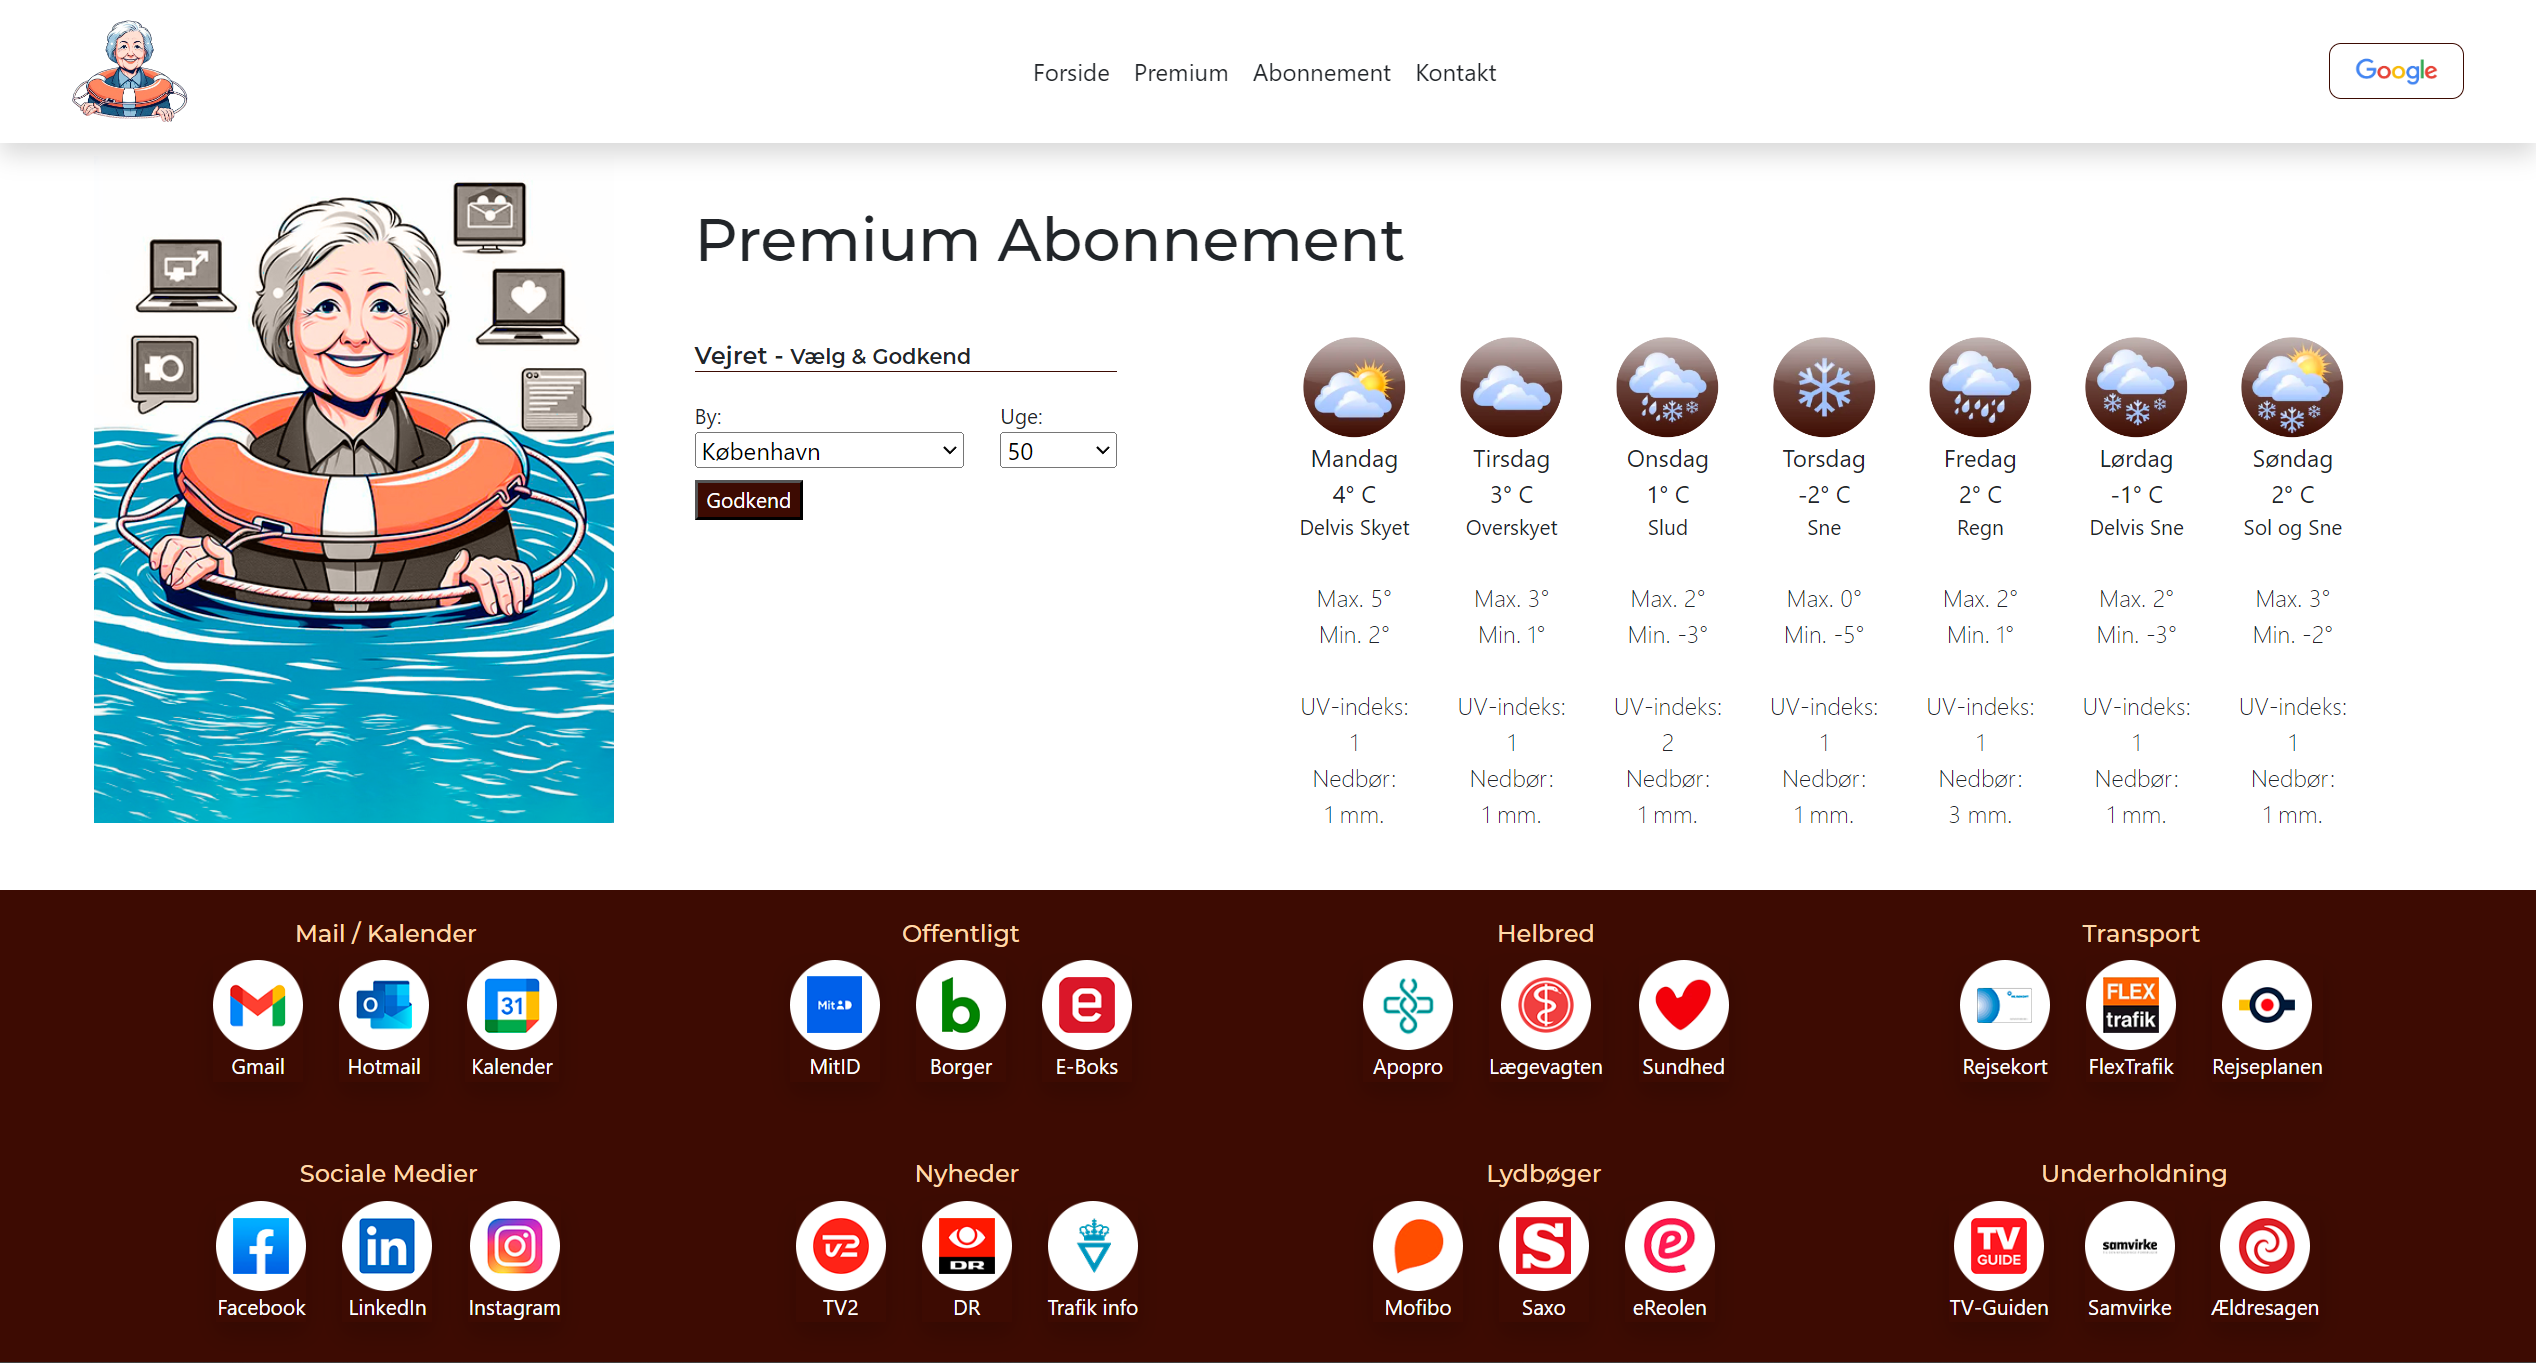 Forside Premium Abonnement Kontakt
Google
Premium Abonnement
Vejret - Vælg & Godkend
By: Uge:
København 50
Godkend
Mandag Tirsdag Onsdag Torsdag Fredag Lørdag Søndag
4° C 3° C 1° C -2° C 2° C -1° C 2° C
Delvis Skyet Overskyet Slud Sne Regn Delvis Sne Sol og Sne
Max. 5° Max. 3° Max. 2° Max. 0° Max. 2° Max. 2° Max. 3°
Min. 2° Min. 1° Min. -3° Min. -5° Min. 1° Min. -3° Min. -2°
UV-indeks: UV-indeks: UV-indeks: UV-indeks: UV-indeks: UV-indeks: UV-indeks:
1 1 2 1 1 1 1
Nedbør: Nedbør: Nedbør: Nedbør: Nedbør: Nedbør: Nedbør:
1 mm. 1 mm. 1 mm. 1 mm. 3 mm. 1 mm. 1 mm.
Mail / Kalender Offentligt Helbred Transport
O 31 Mit ID b e FLEX trafik
Gmail Hotmail Kalender MitID Borger E-Boks Apopro Lægevagten Sundhed Rejsekort FlexTrafik Rejseplanen
Sociale Medier Nyheder Lydbøger Underholdning
f in 2 DR S e TV GUIDE samvirke
Facebook LinkedIn Instagram TV2 DR Trafik info Mofibo Saxo eReolen TV-Guiden Samvirke Ældresagen